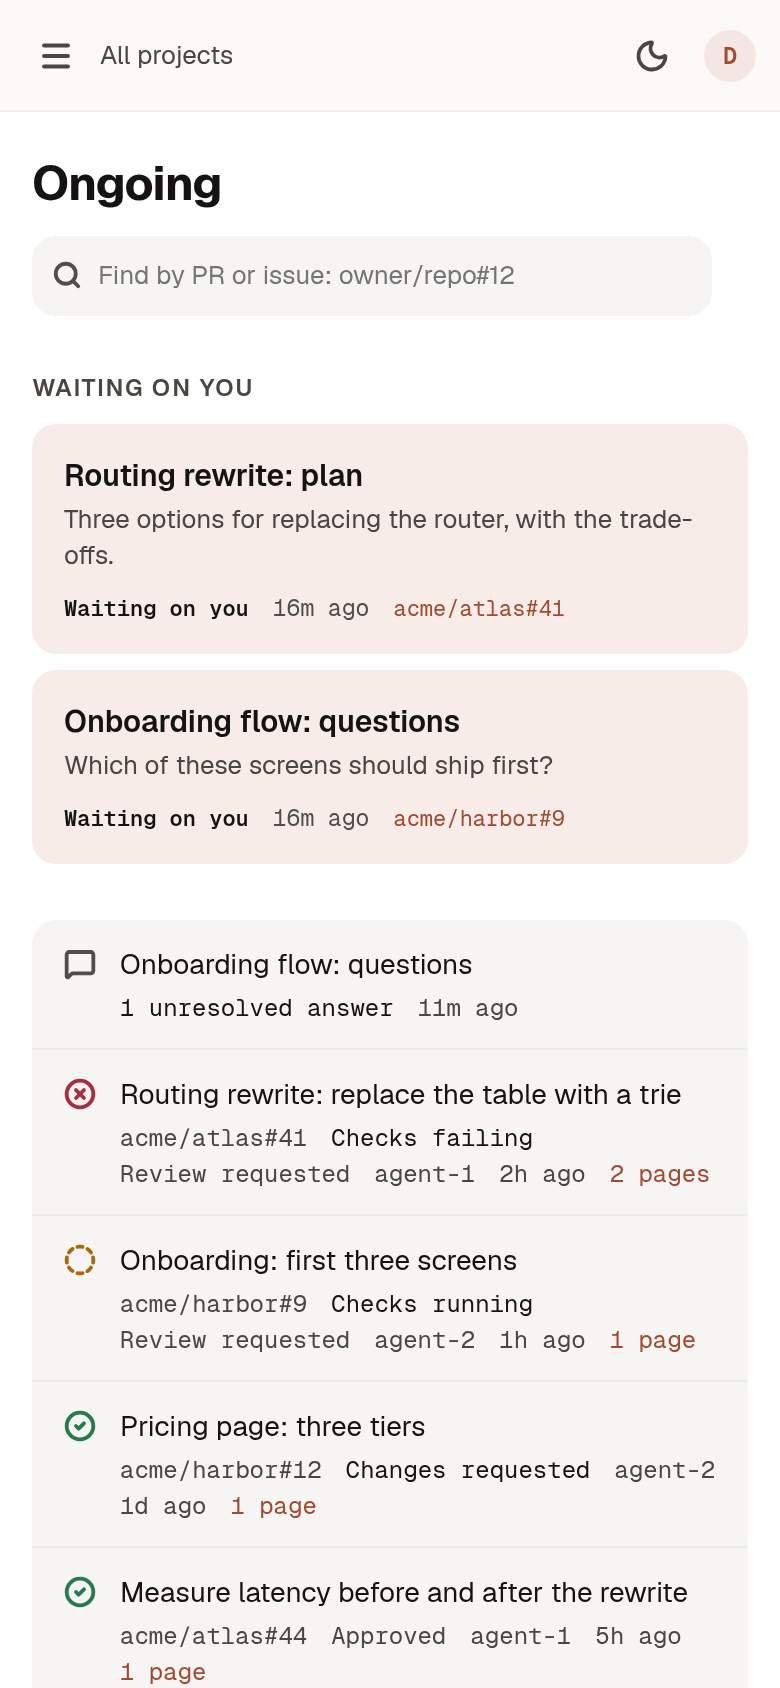 All projects
D
Ongoing
Find by PR or issue: owner/repo#12
WAITING ON YOU
Routing rewrite: plan
Three options for replacing the router, with the trade-
offs.
Waiting on you 16m ago acme/atlas#41
Onboarding flow: questions
Which of these screens should ship first?
Waiting on you 16m ago acme/harbor#9
Onboarding flow: questions
1 unresolved answer 11m ago
Routing rewrite: replace the table with a trie
acme/atlas#41 Checks failing
Review requested agent-1 2h ago 2 pages
Onboarding: first three screens
acme/harbor#9 Checks running
Review requested agent-2 1h ago 1 page
Pricing page: three tiers
acme/harbor#12 Changes requested agent-2
1d ago 1 page
Measure latency before and after the rewrite
acme/atlas#44 Approved agent-1 5h ago
1 page